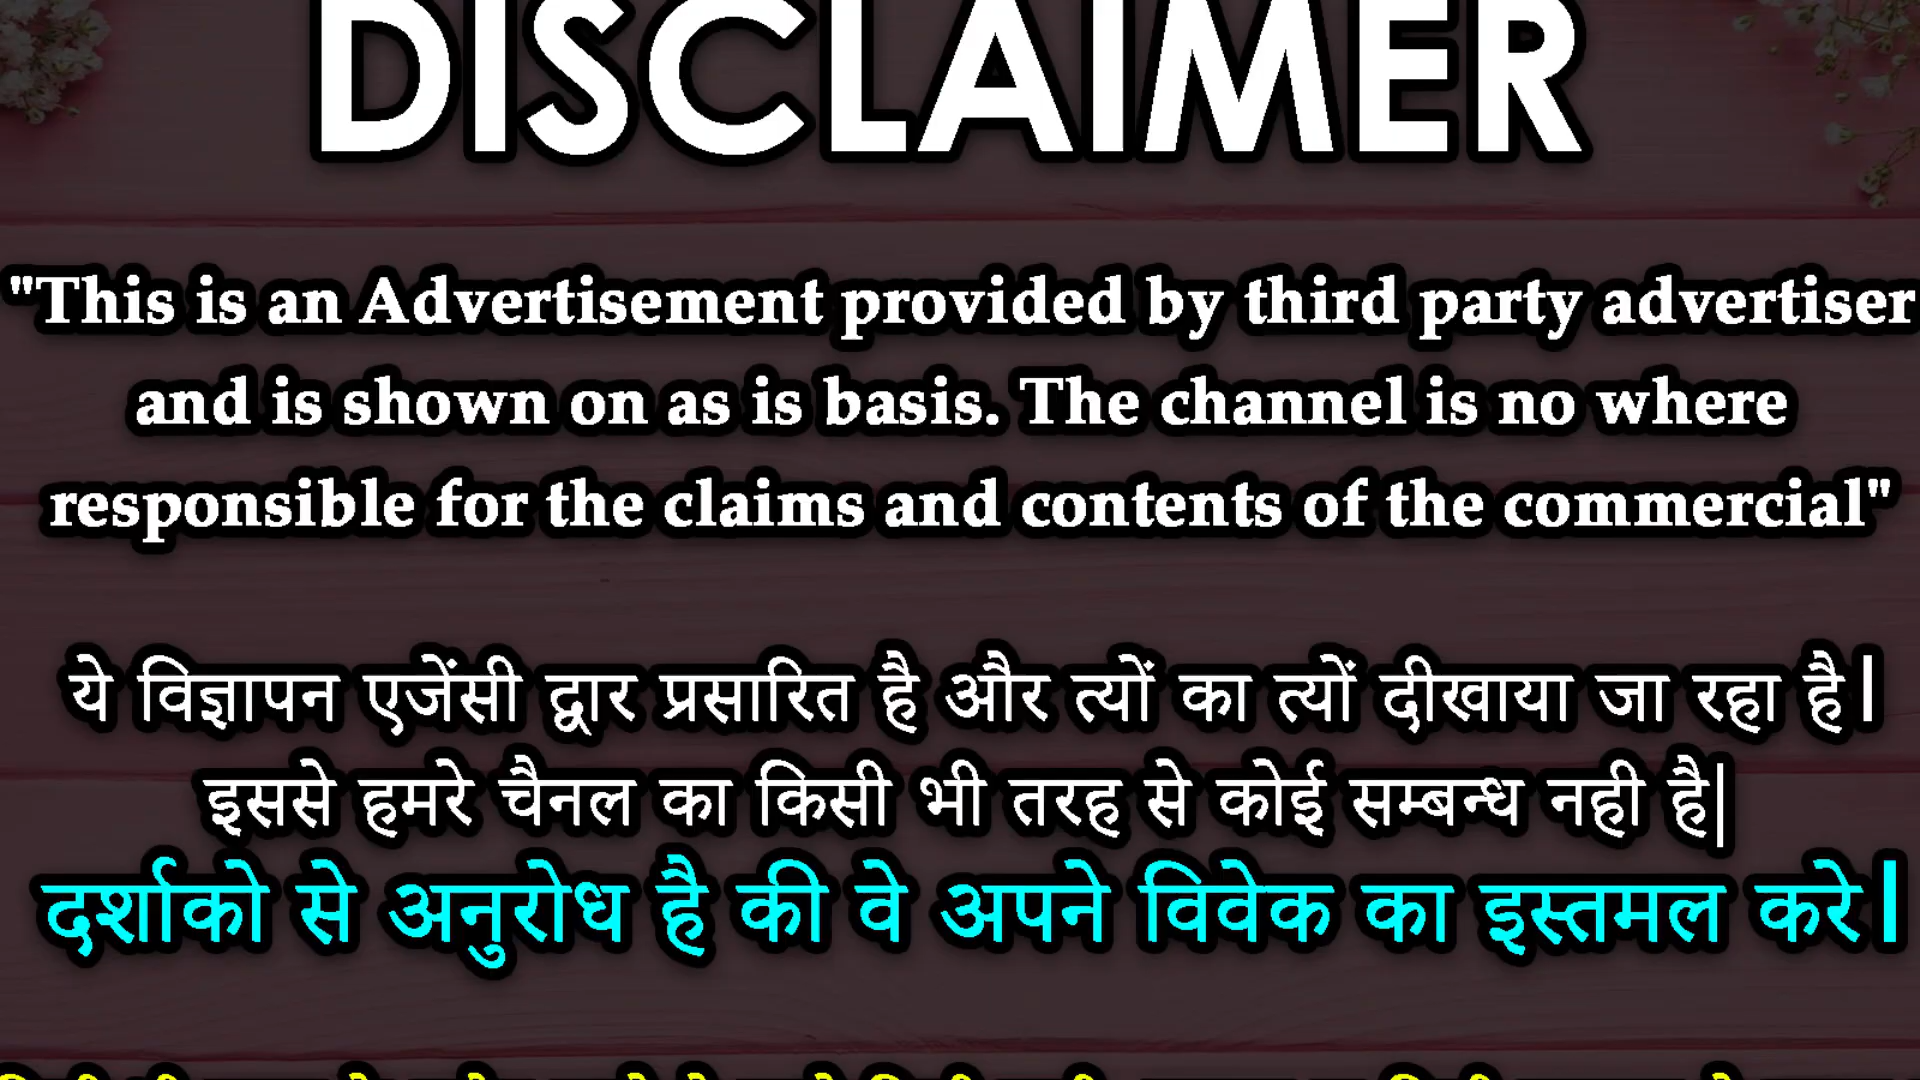 DISCLAIMER
"This is an Advertisement provided by third party advertiser
and is shown on as is basis. The channel is no where
responsible for the claims and contents of the commercial"
ये विज्ञापन एजेंसी द्वार प्रसारित है और त्यों का त्यों दीखाया जा रहा है।
इससे हमरे चैनल का किसी भी तरह से कोई सम्बन्ध नही है|
दर्शाको से अनुरोध है की वे अपने विवेक का इस्तमल करे।